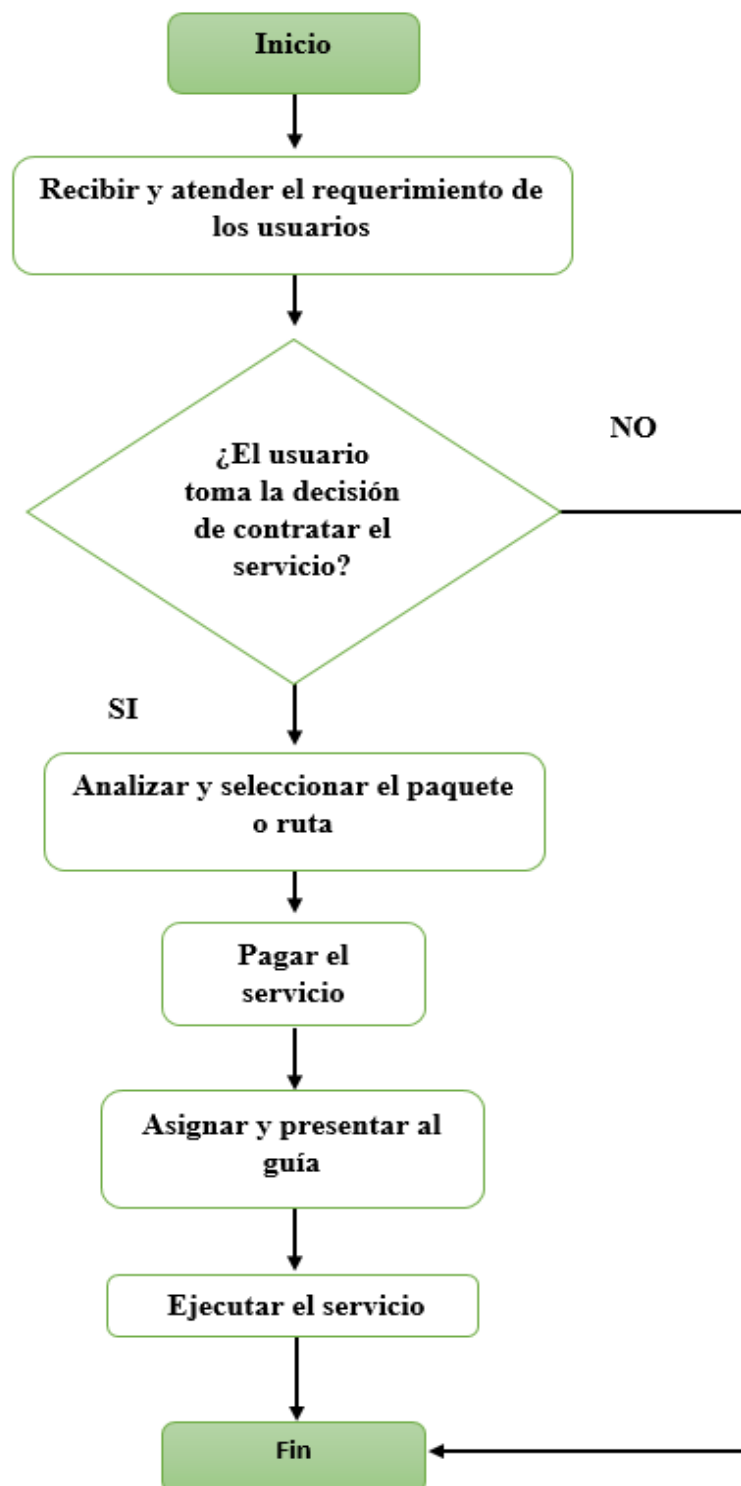 Inicio
Recibir y atender el requerimiento de
los usuarios
¿El usuario
toma la decisión
de contratar el
servicio?
NO
SI
Analizar y seleccionar el paquete
o ruta
Pagar el
servicio
Asignar y presentar al
guía
Ejecutar el servicio
Fin